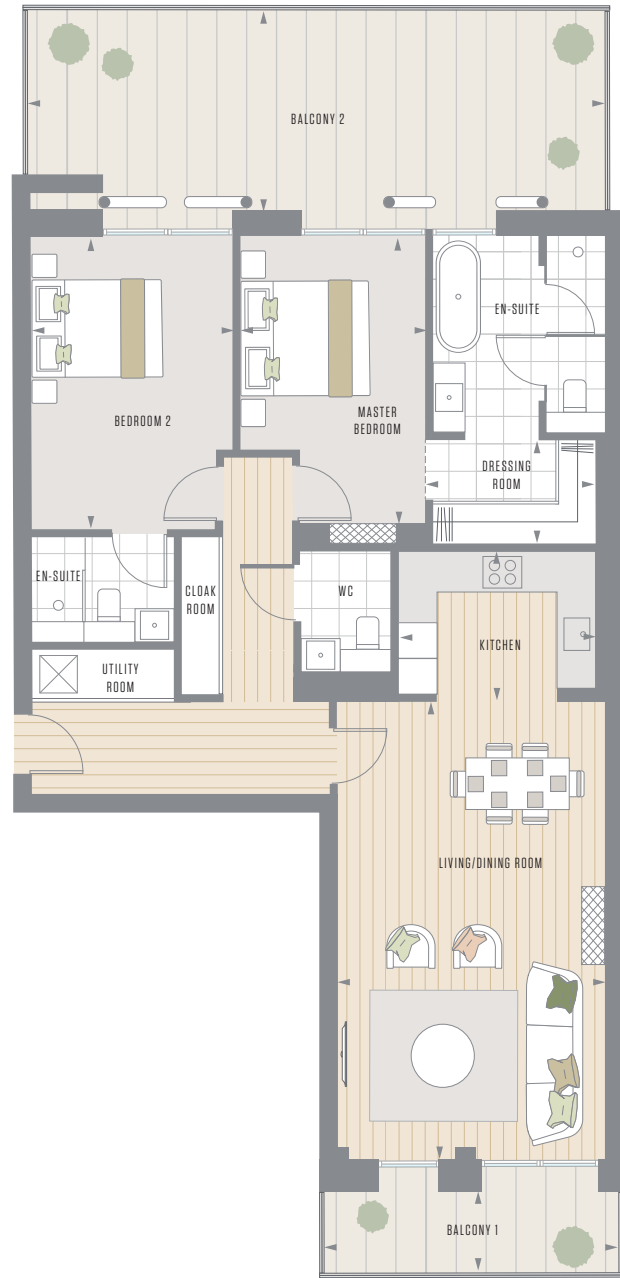 BALCONY 2
EN-SUITE
MASTER
BEDROOM
BEDROOM 2
DRESSING
ROOM
EN-SUITE
CLOAK
ROOM
WC
KITCHEN
UTILITY
ROOM
LIVING/DINING ROOM
BALCONY 1